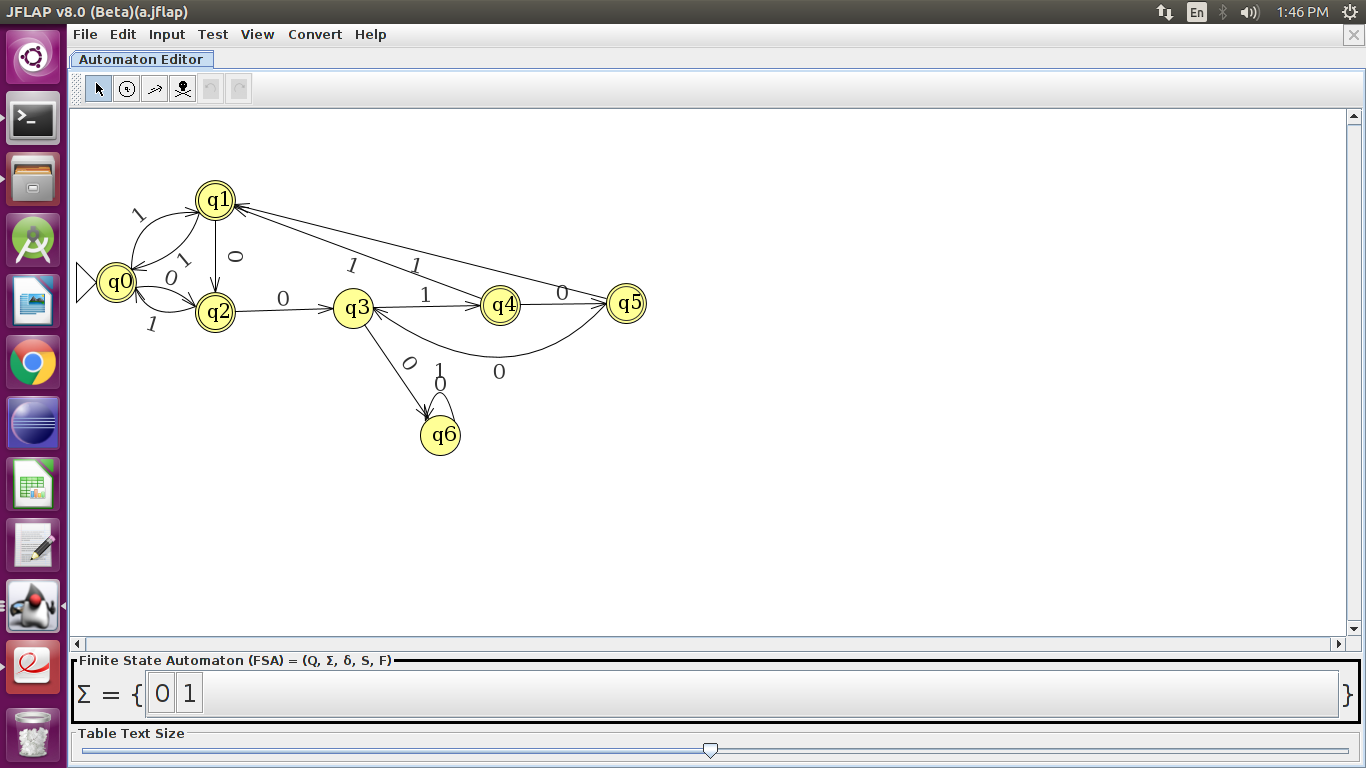 JFLAP v8.0 (Beta)(a.jflap)
En
1:46 PM
File Edit Input Test View Convert Help
Automaton Editor
q1
1
1
0
0
q0
1
1
1
q2
0
q3
1
q4
0
q5
0
0
1
0
q6
Finite State Automaton (FSA) = (Q, Σ, δ, S, F)
Σ = { 0 1 }
Table Text Size